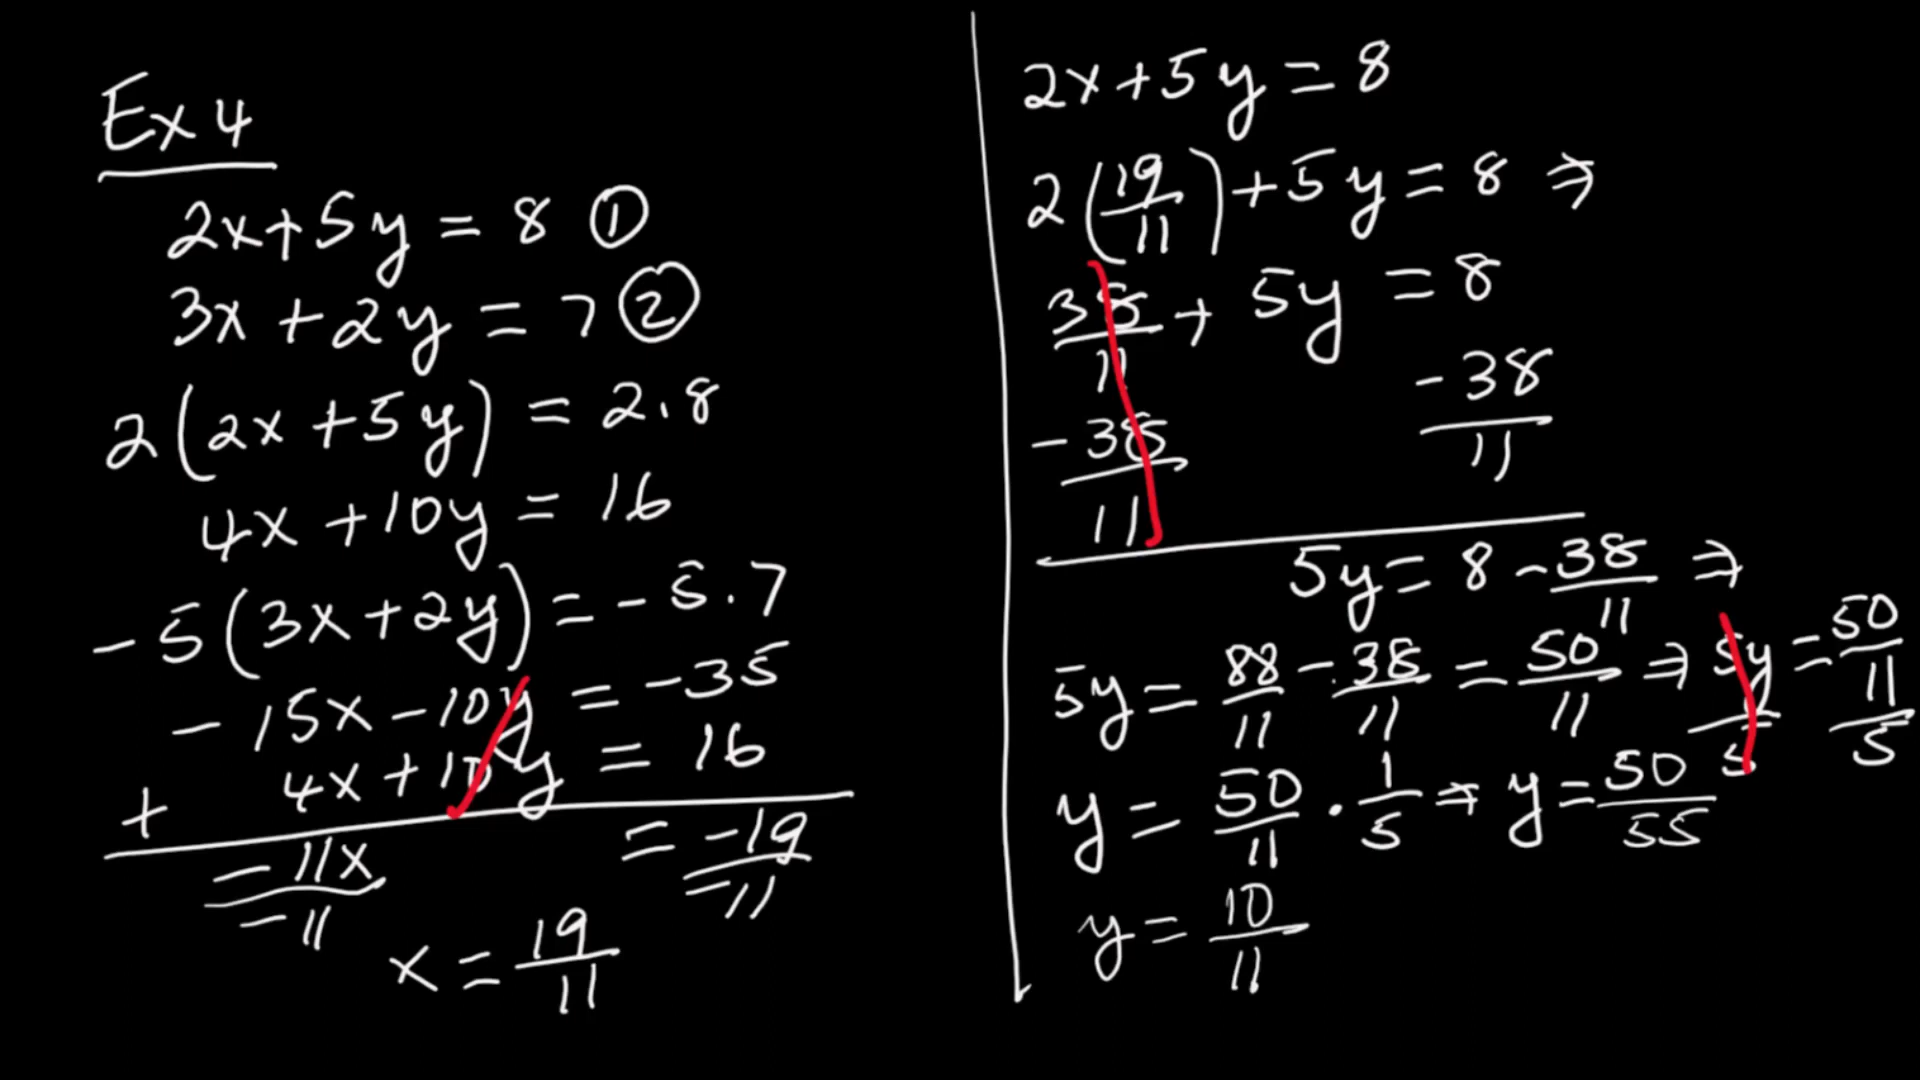 Ex 4
2x+5y = 8 ①
3x + 2y = 7 ②
2(2x +5y) = 2.8
4x +10y = 16
-5(3x+2y) = -5.7
-15x-10y = -35
+ 4x+10y = 16
-11x/-11 = -19/-11
x = 19/11
2x+5y = 8
2(19/11)+5y = 8 ⇒
38/11 + 5y = 8
-38/11 -38/11
5y = 8 - 38/11 ⇒
5y = 88/11 - 38/11 = 50/11 ⇒ 5y/5 = 50/11/5
y = 50/11 · 1/5 ⇒ y = 50/55
y = 10/11